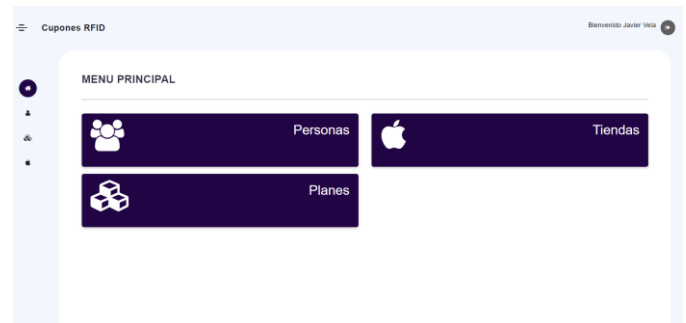 Cupones RFID
Bienvenido Javier Vela
MENU PRINCIPAL
Personas
Tiendas
Planes